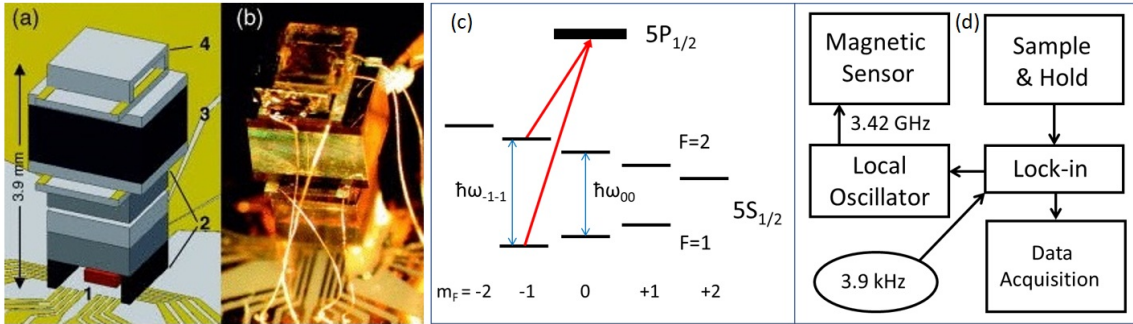 (a)
4
3
3.9 mm
2
1
(b)
(c)
5P1/2
F=2
ħω-1-1
ħω00
5S1/2
F=1
mF = -2 -1 0 +1 +2
(d)
Magnetic
Sensor
Sample
& Hold
3.42 GHz
Local
Oscillator
Lock-in
3.9 kHz
Data
Acquisition